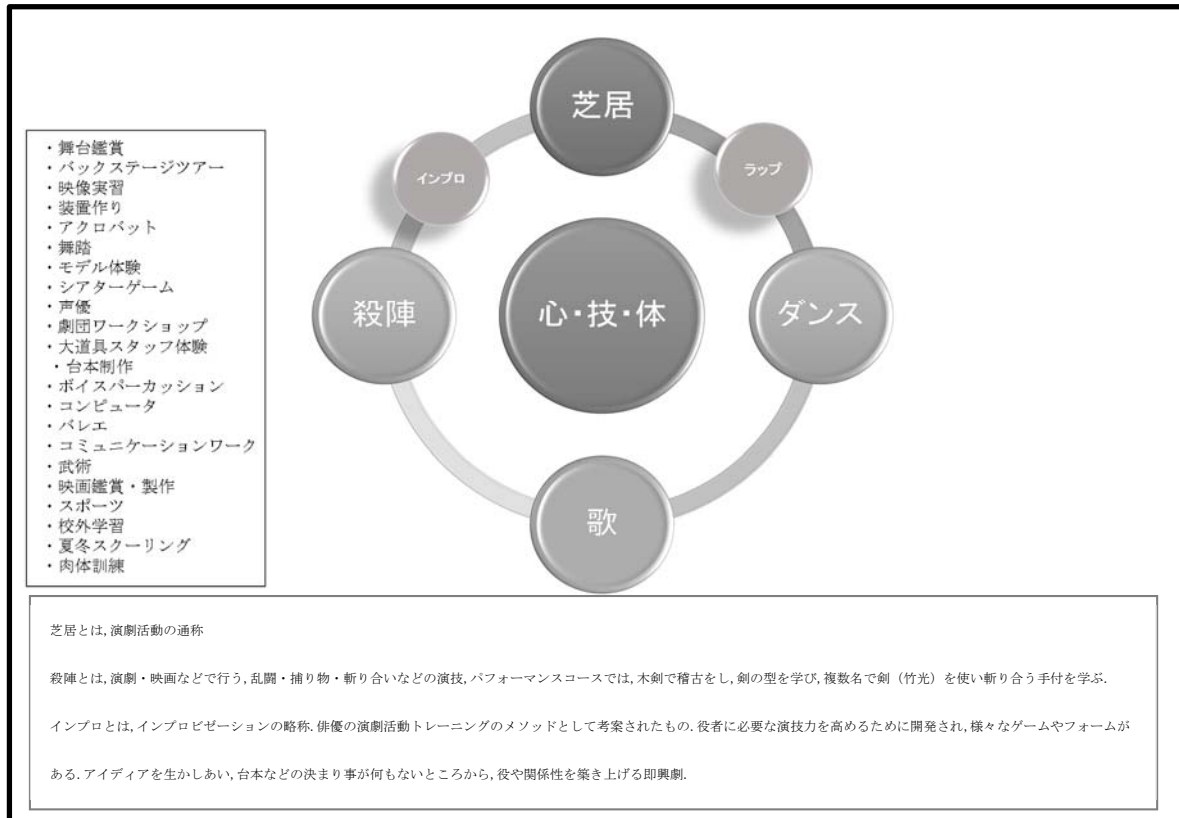 ・舞台鑑賞
・バックステージツアー
・映像実習
・装置作り
・アクロバット
・舞踏
・モデル体験
・シアターゲーム
・声優
・劇団ワークショップ
・大道具スタッフ体験
・台本制作
・ボイスパーカッション
・コンピュータ
・バレエ
・コミュニケーションワーク
・武術
・映画鑑賞・製作
・スポーツ
・校外学習
・夏冬スクーリング
・肉体訓練
芝居
インプロ
ラップ
殺陣
心・技・体
ダンス
歌
芝居とは,演劇活動の通称
殺陣とは,演劇・映画などで行う,乱闘・捕り物・斬り合いなどの演技,パフォーマンスコースでは,木剣で稽古をし,剣の型を学び,複数名で剣（竹光）を使い斬り合う手付を学ぶ.
インプロとは,インプロビゼーションの略称.俳優の演劇活動トレーニングのメソッドとして考案されたもの.役者に必要な演技力を高めるために開発され,様々なゲームやフォームが
ある.アイディアを生かしあい,台本などの決まり事が何もないところから,役や関係性を築き上げる即興劇.